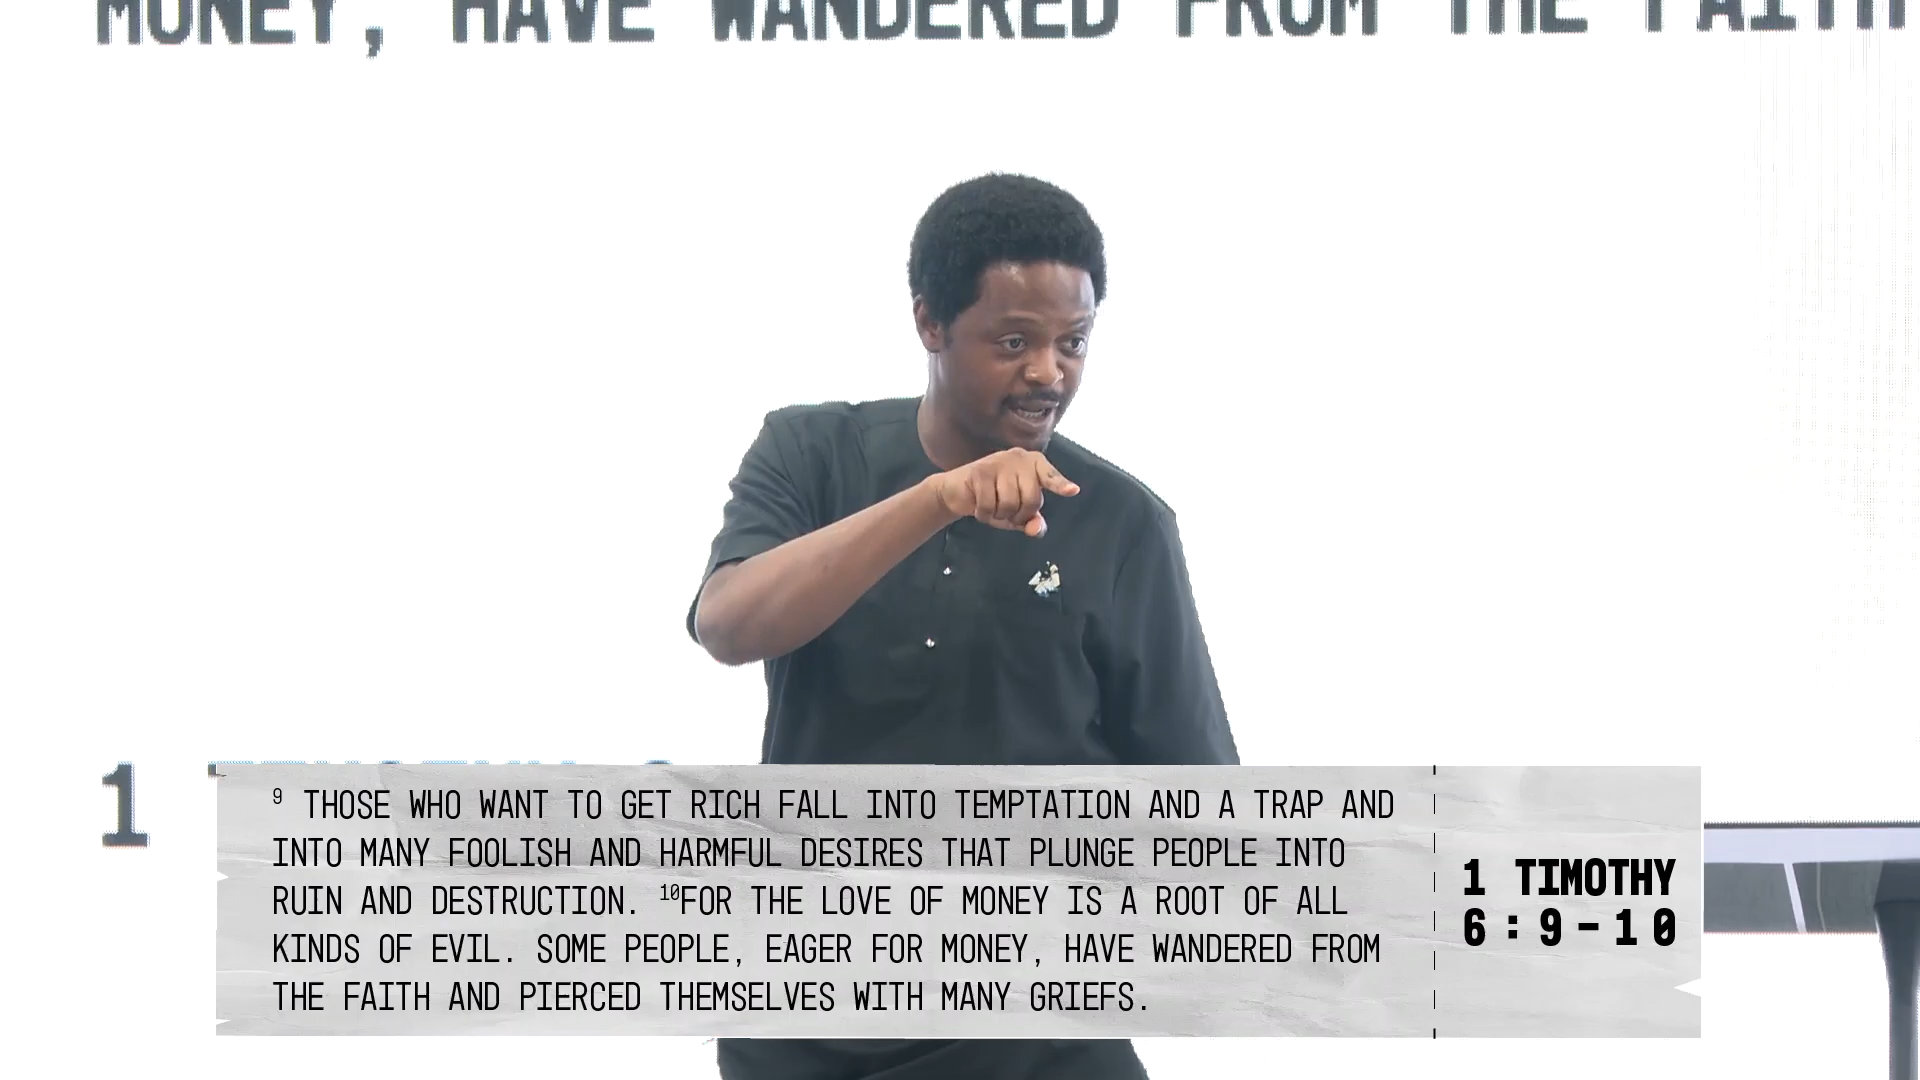 MONEY, HAVE WANDERED FROM THE FAITH
1
⁹ THOSE WHO WANT TO GET RICH FALL INTO TEMPTATION AND A TRAP AND
INTO MANY FOOLISH AND HARMFUL DESIRES THAT PLUNGE PEOPLE INTO
RUIN AND DESTRUCTION. ¹⁰FOR THE LOVE OF MONEY IS A ROOT OF ALL
KINDS OF EVIL. SOME PEOPLE, EAGER FOR MONEY, HAVE WANDERED FROM
THE FAITH AND PIERCED THEMSELVES WITH MANY GRIEFS.
1 TIMOTHY
6:9-10